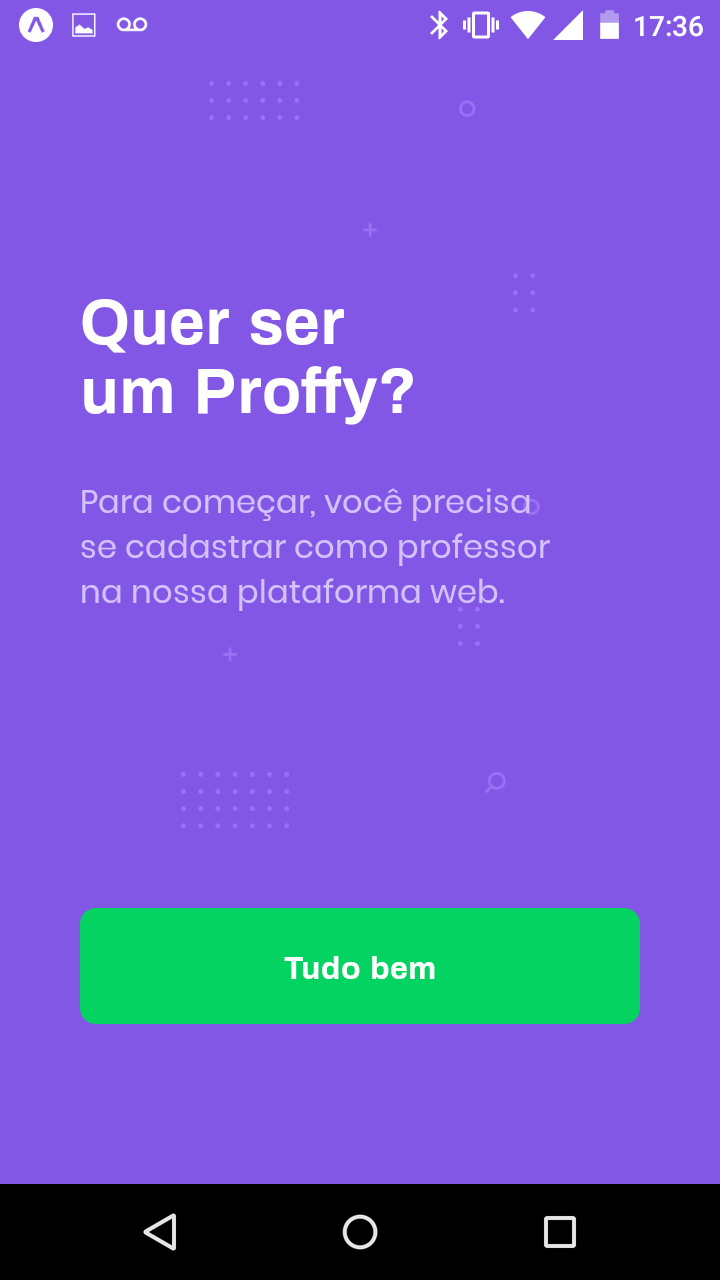 17:36
Quer ser
um Proffy?
Para começar, você precisa
se cadastrar como professor
na nossa plataforma web.
Tudo bem